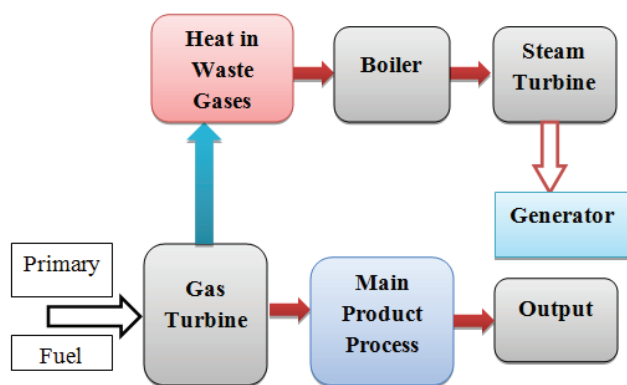 Heat in
Waste
Gases
Boiler
Steam
Turbine
Generator
Primary
Fuel
Gas
Turbine
Main
Product
Process
Output